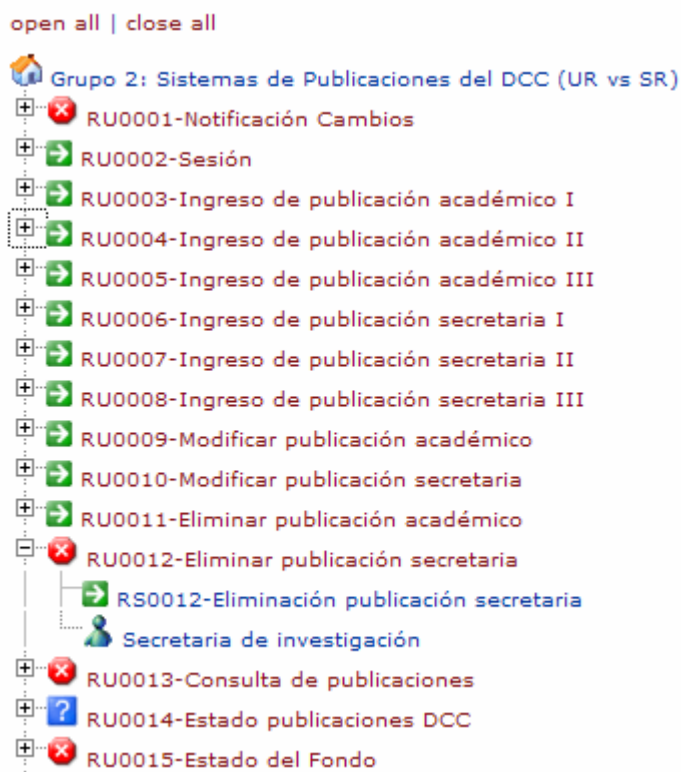 open all | close all
Grupo 2: Sistemas de Publicaciones del DCC (UR vs SR)
RU0001-Notificación Cambios
RU0002-Sesión
RU0003-Ingreso de publicación académico I
RU0004-Ingreso de publicación académico II
RU0005-Ingreso de publicación académico III
RU0006-Ingreso de publicación secretaria I
RU0007-Ingreso de publicación secretaria II
RU0008-Ingreso de publicación secretaria III
RU0009-Modificar publicación académico
RU0010-Modificar publicación secretaria
RU0011-Eliminar publicación académico
RU0012-Eliminar publicación secretaria
RS0012-Eliminación publicación secretaria
Secretaria de investigación
RU0013-Consulta de publicaciones
RU0014-Estado publicaciones DCC
RU0015-Estado del Fondo